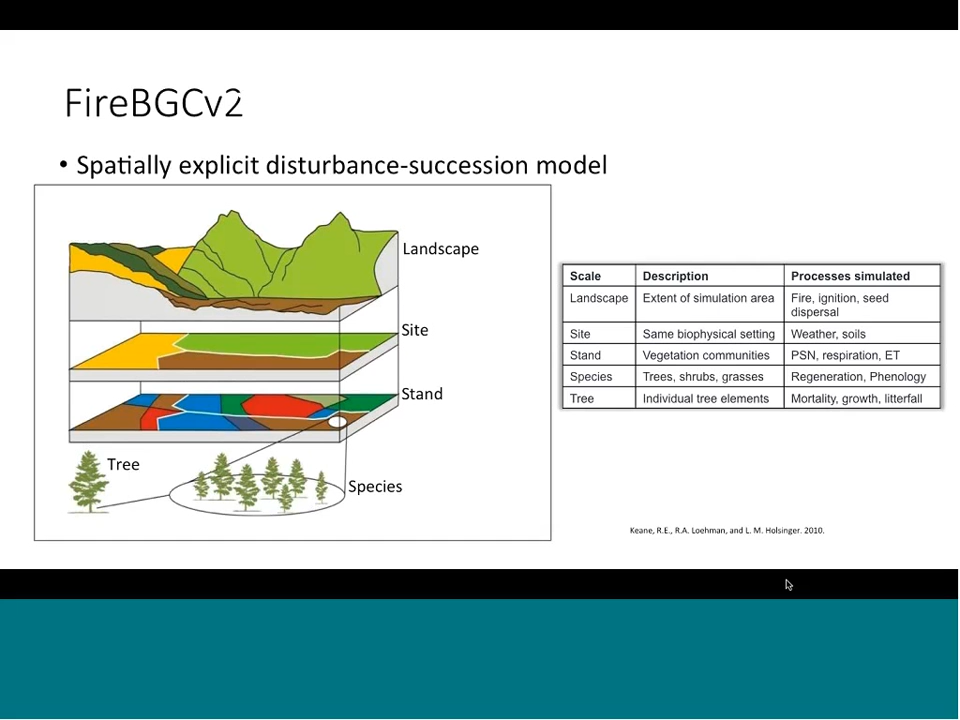 FireBGCv2
• Spatially explicit disturbance-succession model
Landscape
Site
Stand
Tree
Species
Scale Description Processes simulated
Landscape Extent of simulation area Fire, ignition, seed
dispersal
Site Same biophysical setting Weather, soils
Stand Vegetation communities PSN, respiration, ET
Species Trees, shrubs, grasses Regeneration, Phenology
Tree Individual tree elements Mortality, growth, litterfall
Keane, R.E., R.A. Loehman, and L. M. Holsinger. 2010.